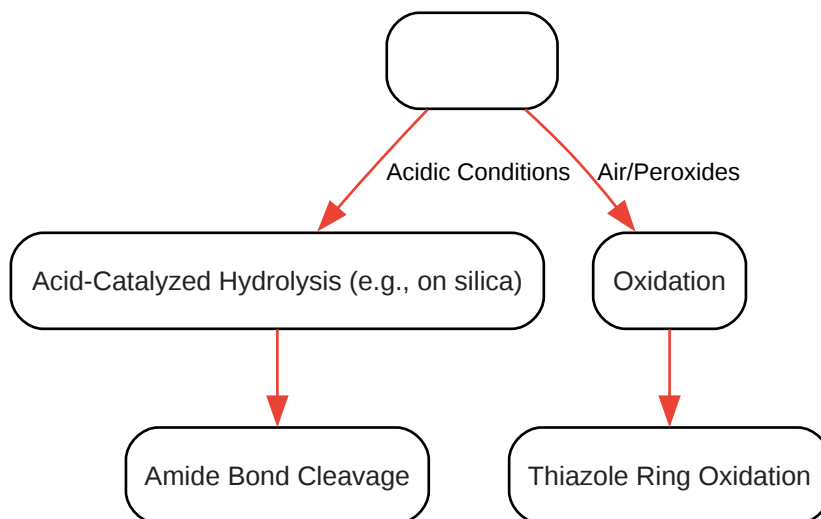 Acidic Conditions
Air/Peroxides
Acid-Catalyzed Hydrolysis (e.g., on silica)
Oxidation
Amide Bond Cleavage
Thiazole Ring Oxidation